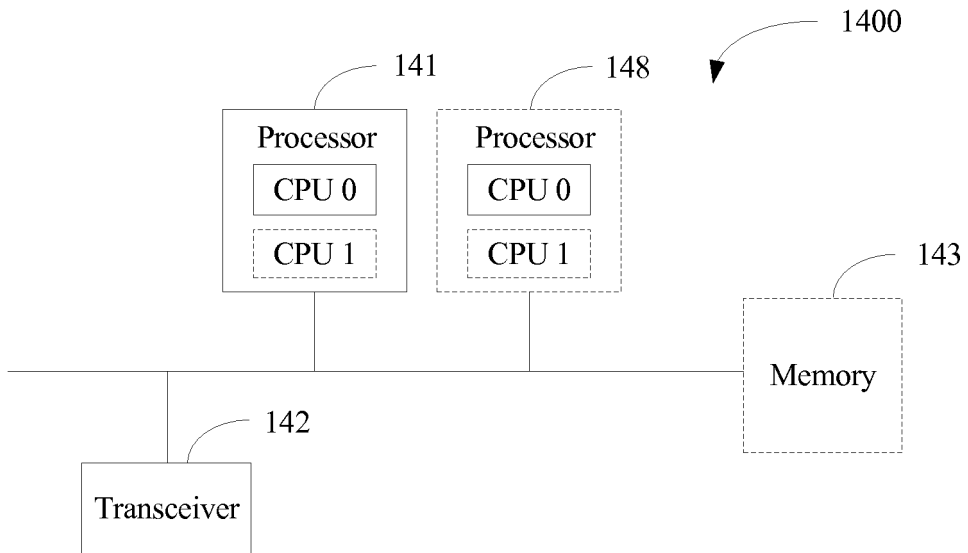 1400
141
148
Processor
CPU 0
CPU 1
Processor
CPU 0
CPU 1
143
Memory
142
Transceiver